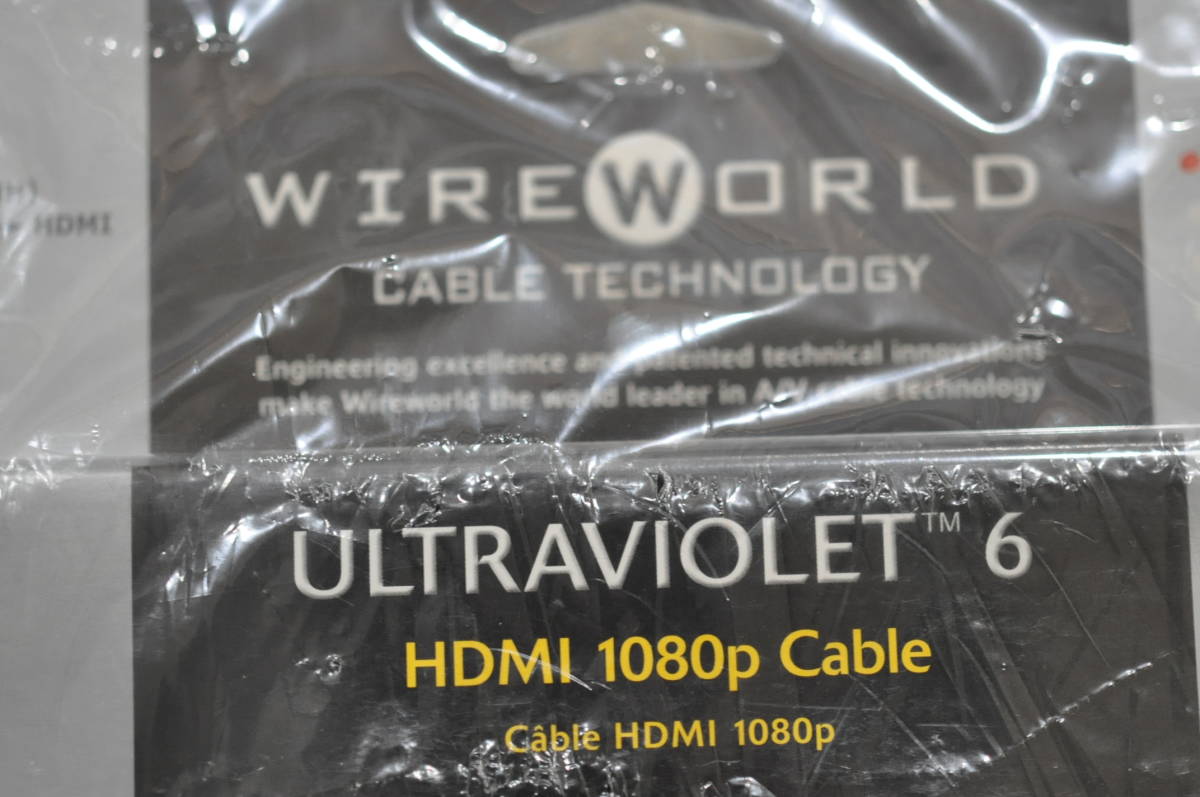 HDMI
WIREWORLD
CABLE TECHNOLOGY
Engineering excellence and patented technical innovations
make Wireworld the world leader in A/V cable technology
ULTRAVIOLET™ 6
HDMI 1080p Cable
Câble HDMI 1080p